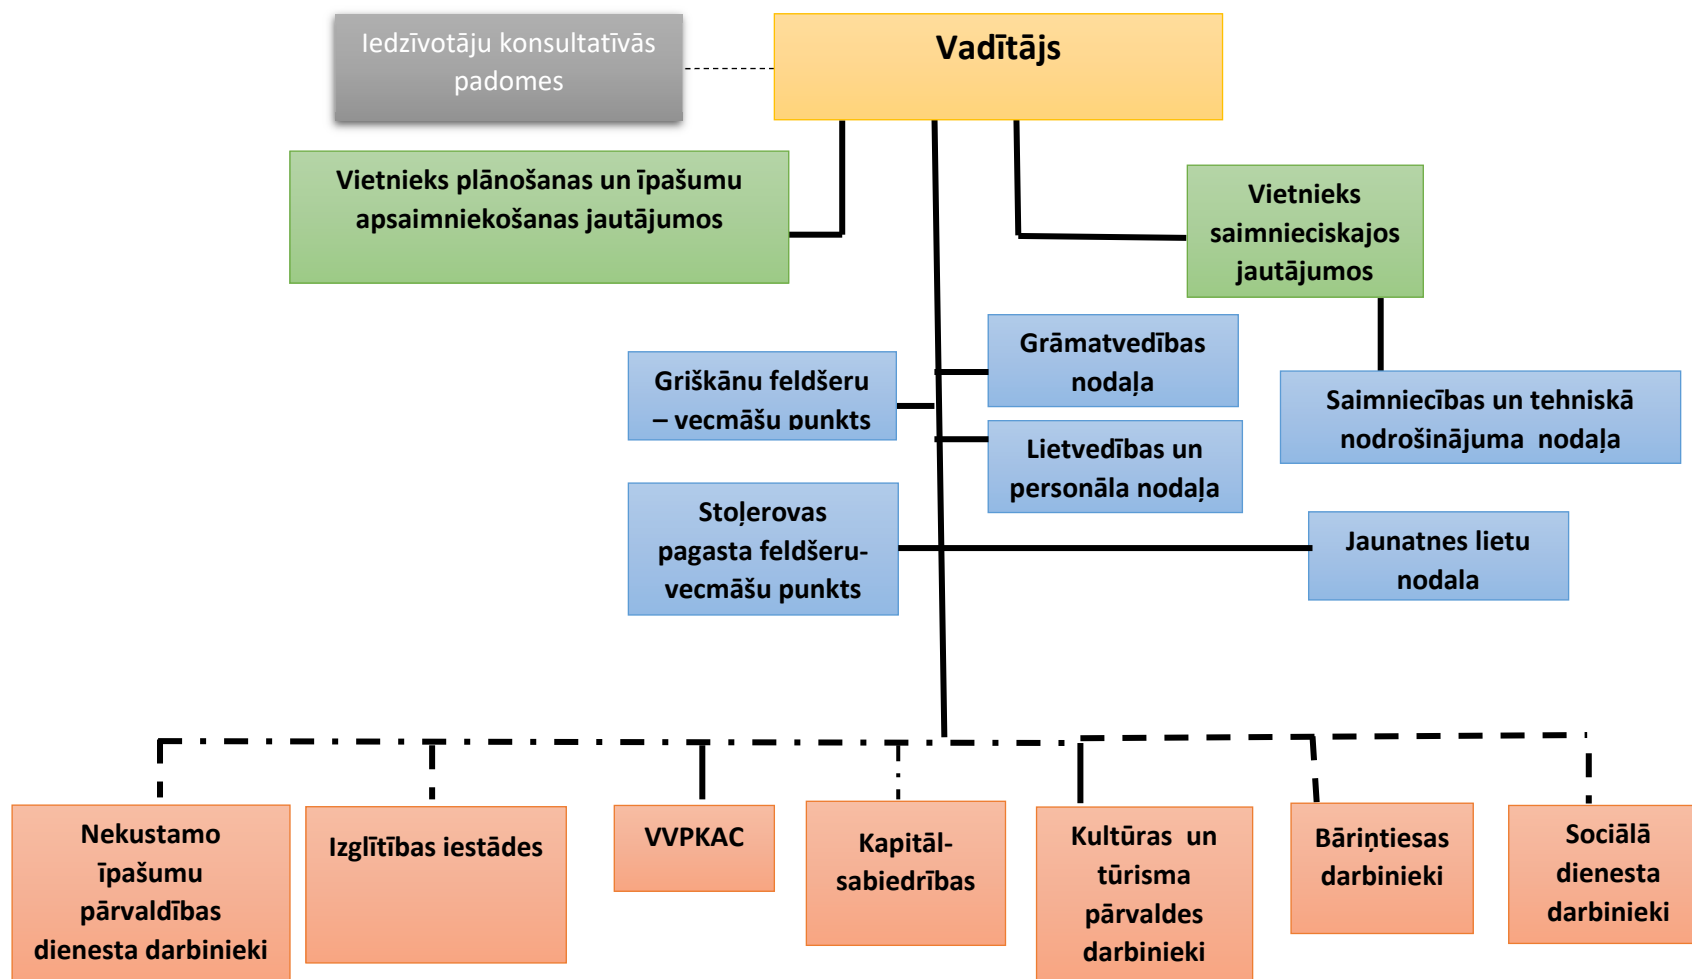 Iedzīvotāju konsultatīvās
padomes
Vadītājs
Vietnieks plānošanas un īpašumu
apsaimniekošanas jautājumos
Vietnieks
saimnieciskajos
jautājumos
Griškānu feldšeru
– vecmāšu punkts
Grāmatvedības
nodaļa
Saimniecības un tehniskā
nodrošinājuma nodaļa
Lietvedības un
personāla nodaļa
Stoļerovas
pagasta feldšeru-
vecmāšu punkts
Jaunatnes lietu
nodala
Nekustamo
īpašumu
pārvaldības
dienesta darbinieki
Izglītības iestādes
VVPKAC
Kapitāl-
sabiedrības
Kultūras un
tūrisma
pārvaldes
darbinieki
Bāriņtiesas
darbinieki
Sociālā
dienesta
darbinieki